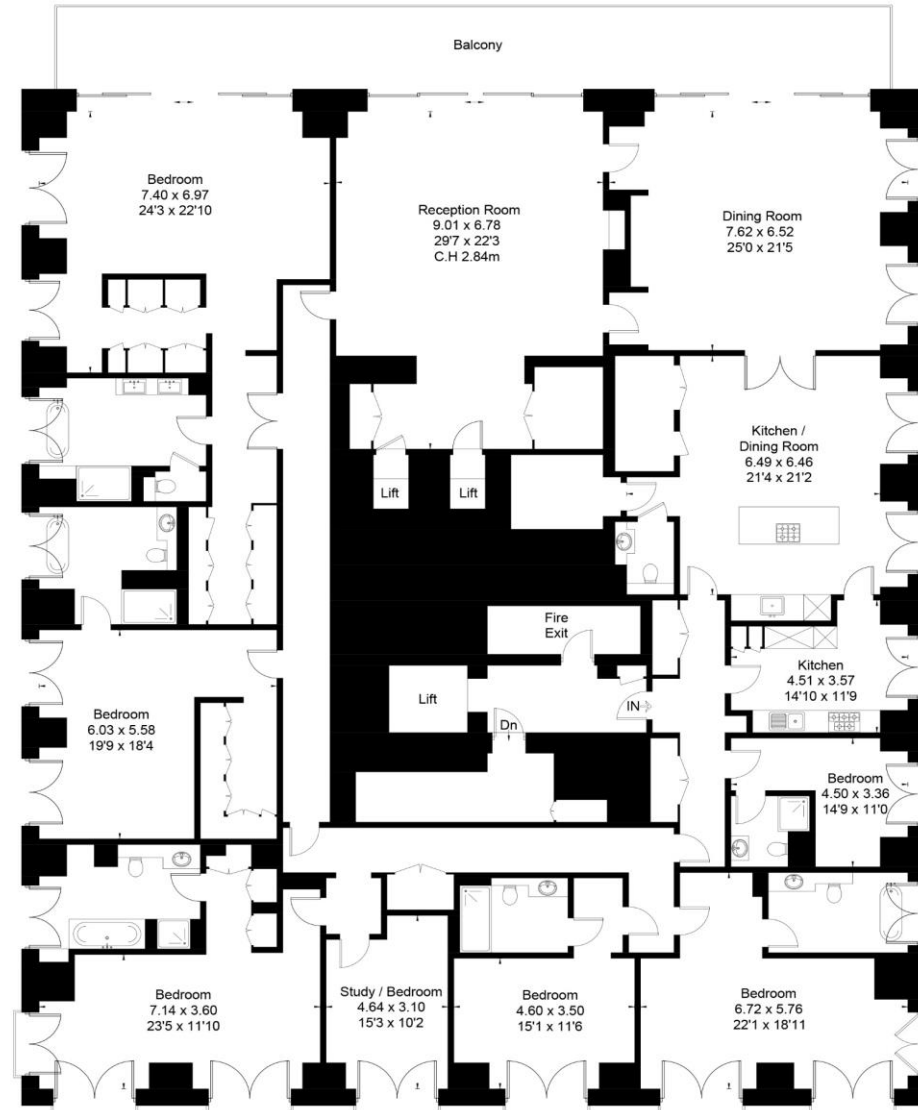 Balcony
Bedroom
7.40 x 6.97
24'3 x 22'10
Reception Room
9.01 x 6.78
29'7 x 22'3
C.H 2.84m
Dining Room
7.62 x 6.52
25'0 x 21'5
Kitchen /
Dining Room
6.49 x 6.46
21'4 x 21'2
Lift
Lift
Fire
Exit
Kitchen
4.51 x 3.57
14'10 x 11'9
Lift
IN
Dn
Bedroom
6.03 x 5.58
19'9 x 18'4
Bedroom
4.50 x 3.36
14'9 x 11'0
Bedroom
7.14 x 3.60
23'5 x 11'10
Study / Bedroom
4.64 x 3.10
15'3 x 10'2
Bedroom
4.60 x 3.50
15'1 x 11'6
Bedroom
6.72 x 5.76
22'1 x 18'11